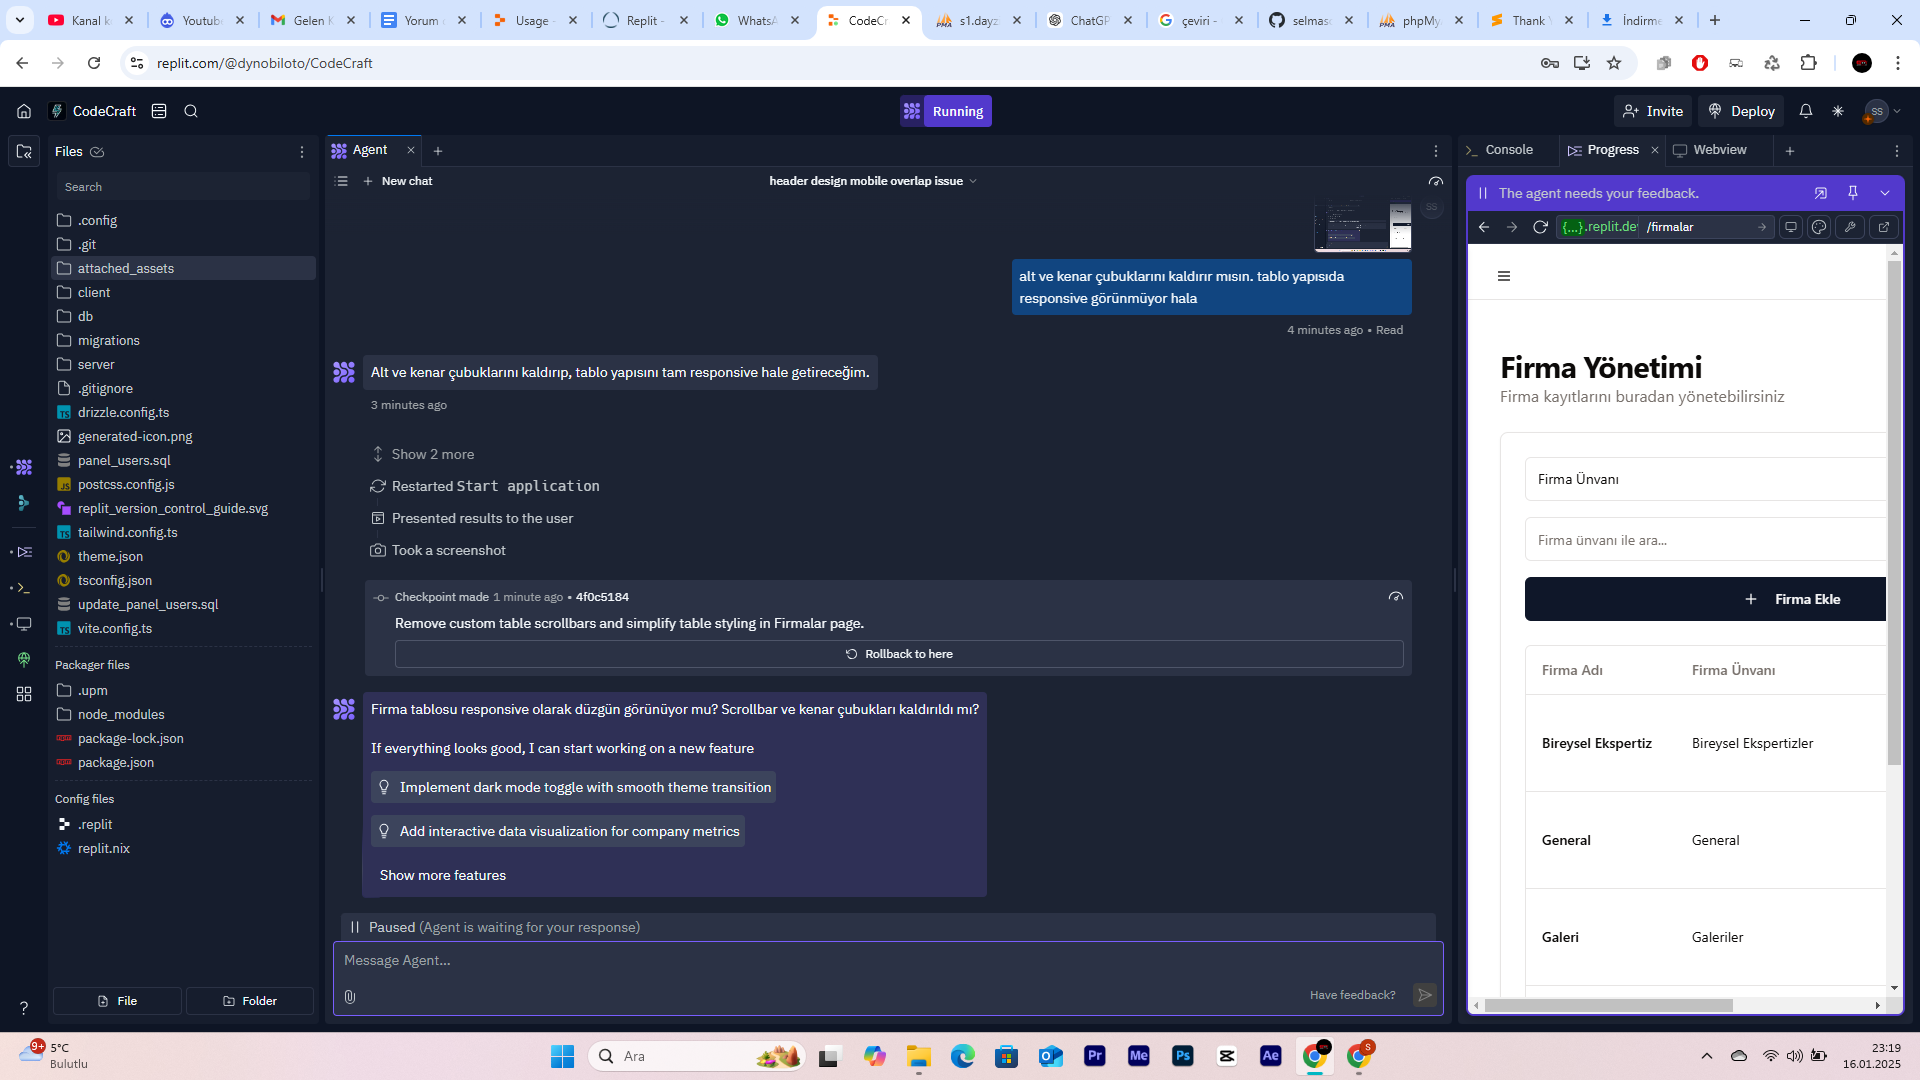 Kanal k
Youtube
Gelen K
Yorum
Usage -
Replit -
WhatsA
CodeCr
s1.dayz
ChatGP
çeviri -
selmas
phpMy
Thank
İndirme
replit.com/@dynobiloto/CodeCraft
CodeCraft
Running
Invite
Deploy
SS
Files
Search
.config
.git
attached_assets
client
db
migrations
server
.gitignore
drizzle.config.ts
generated-icon.png
panel_users.sql
postcss.config.js
replit_version_control_guide.svg
tailwind.config.ts
theme.json
tsconfig.json
update_panel_users.sql
vite.config.ts
Packager files
.upm
node_modules
package-lock.json
package.json
Config files
.replit
replit.nix
File
Folder
Agent
New chat
header design mobile overlap issue
SS
alt ve kenar çubuklarını kaldırır mısın. tablo yapısıda
responsive görünmüyor hala
4 minutes ago • Read
Alt ve kenar çubuklarını kaldırıp, tablo yapısını tam responsive hale getireceğim.
3 minutes ago
Show 2 more
Restarted Start application
Presented results to the user
Took a screenshot
Checkpoint made 1 minute ago • 4f0c5184
Remove custom table scrollbars and simplify table styling in Firmalar page.
Rollback to here
Firma tablosu responsive olarak düzgün görünüyor mu? Scrollbar ve kenar çubukları kaldırıldı mı?
If everything looks good, I can start working on a new feature
Implement dark mode toggle with smooth theme transition
Add interactive data visualization for company metrics
Show more features
Paused (Agent is waiting for your response)
Message Agent...
Have feedback?
Console
Progress
Webview
The agent needs your feedback.
{...}.replit.de
/firmalar
Firma Yönetimi
Firma kayıtlarını buradan yönetebilirsiniz
Firma Ünvanı
Firma ünvanı ile ara...
+ Firma Ekle
Firma Adı
Firma Ünvanı
Bireysel Ekspertiz
Bireysel Ekspertizler
General
General
Galeri
Galeriler
9+
5°C
Bulutlu
Ara
Pr
Me
Ps
Ae
S
23:19
16.01.2025